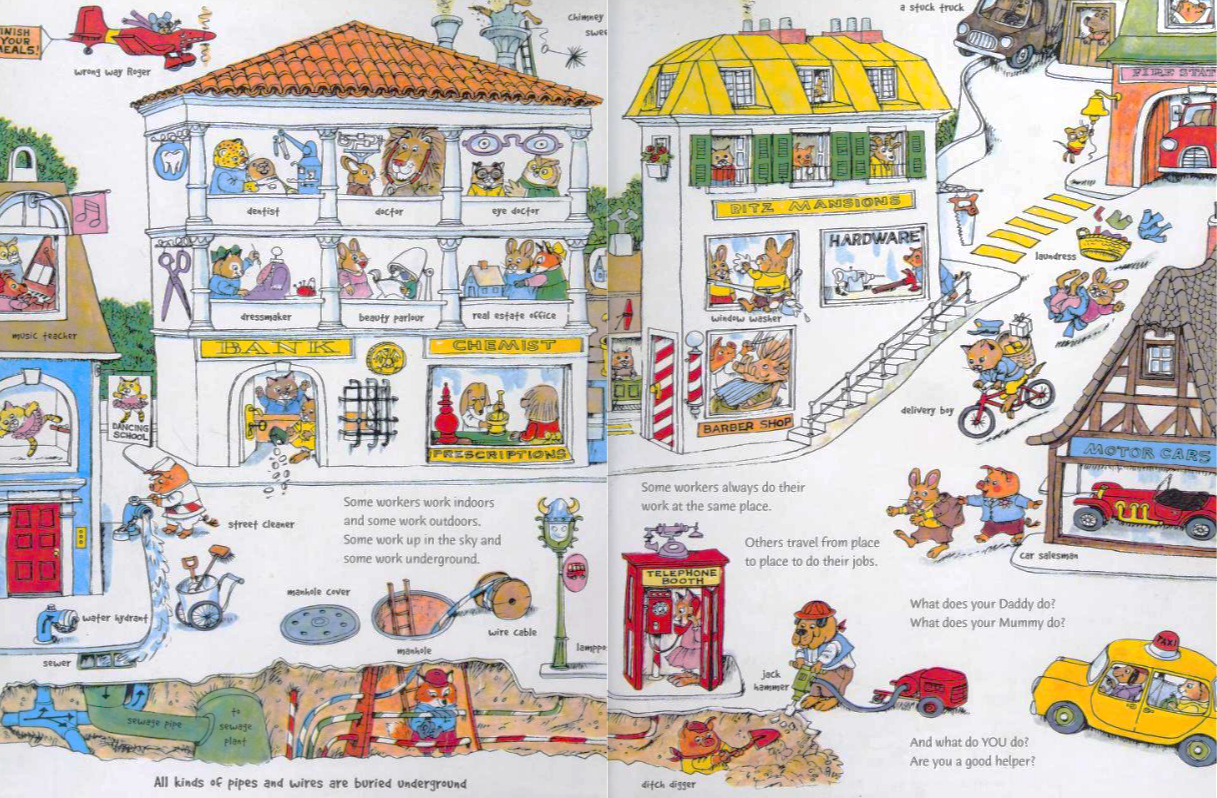 INISH
YOUR
MEALS!
wrong way Roger
chimney
swee
dentist
doctor
eye doctor
dressmaker
beauty parlour
real estate office
music teacher
BANK
CHEMIST
DANCING
SCHOOL
PRESCRIPTIONS
street cleaner
Some workers work indoors
and some work outdoors.
Some work up in the sky and
some work underground.
water hydrant
sewer
manhole cover
manhole
wire cable
lamppo
sewage pipe
to
sewage
plant
All kinds of pipes and wires are buried underground
a stuck truck
FIRE STAT
RITZ MANSIONS
HARDWARE
laundress
window washer
delivery boy
BARBER SHOP
MOTOR CARS
Some workers always do their
work at the same place.
Others travel from place
to place to do their jobs.
car salesman
TELEPHONE
BOOTH
What does your Daddy do?
What does your Mummy do?
jack
hammer
TAXI
And what do YOU do?
Are you a good helper?
ditch digger